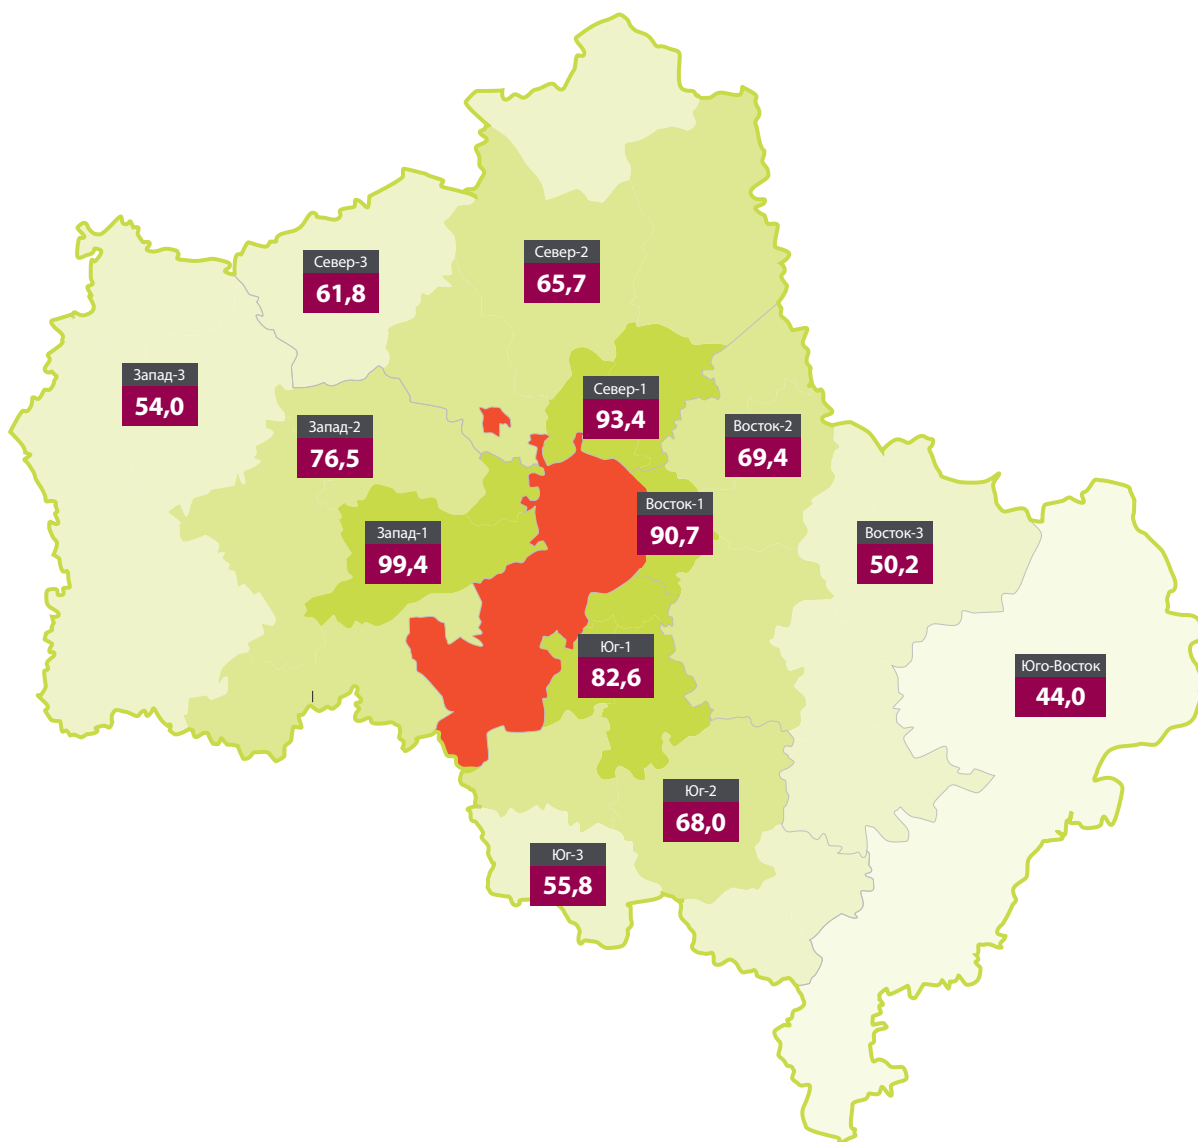 Север-2
65,7
Север-3
61,8
Запад-3
54,0
Север-1
93,4
Запад-2
76,5
Восток-2
69,4
Восток-1
90,7
Запад-1
99,4
Восток-3
50,2
Юг-1
82,6
Юго-Восток
44,0
Юг-2
68,0
Юг-3
55,8